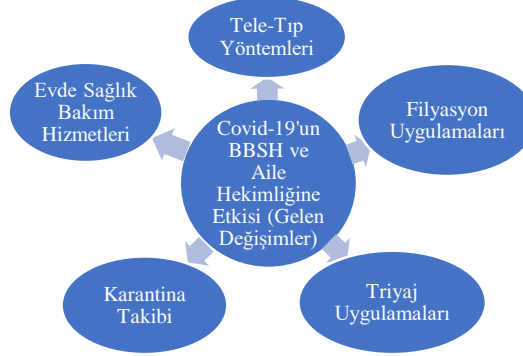 Tele-Tıp
Yöntemleri
Evde Sağlık
Bakım
Hizmetleri
Filyasyon
Uygulamaları
Covid-19'un
BBSH ve
Aile
Hekimliğine
Etkisi (Gelen
Değişimler)
Karantina
Takibi
Triyaj
Uygulamaları